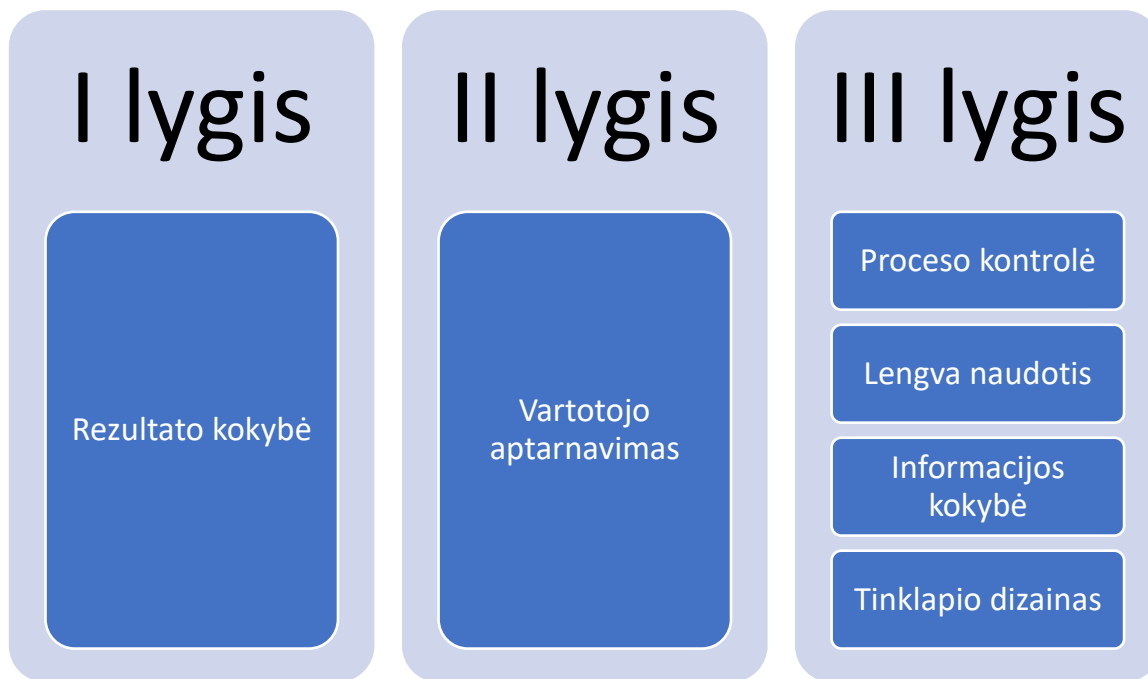 I lygis
Rezultato kokybė
II lygis
Vartotojo
aptarnavimas
III lygis
Proceso kontrolė
Lengva naudotis
Informacijos
kokybė
Tinklapio dizainas